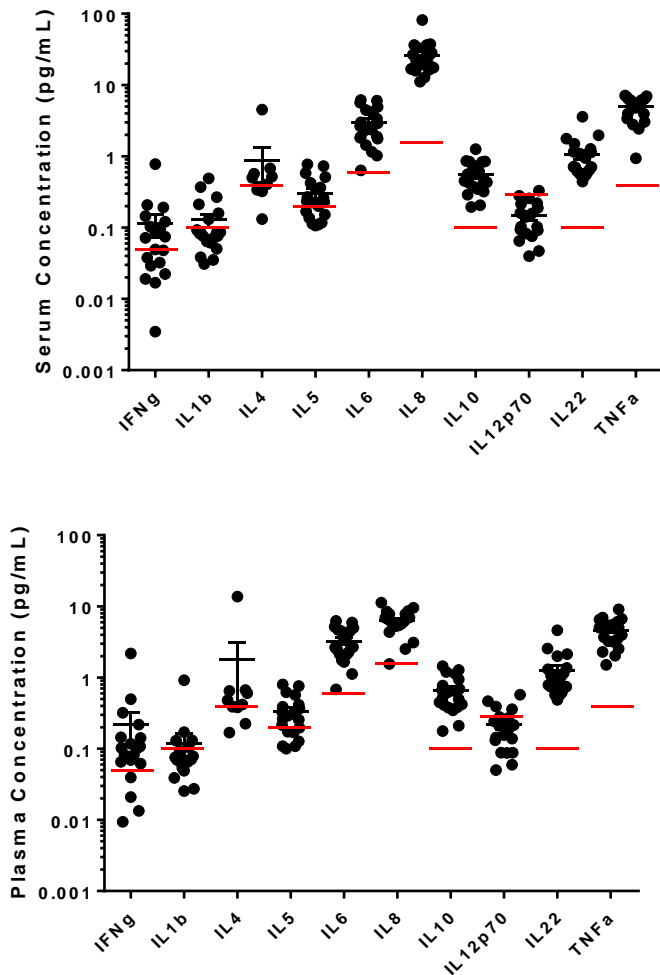 Serum Concentration (pg/mL)
100
10
1
0.1
0.01
0.001
IFNg
IL1b
IL4
IL5
IL6
IL8
IL10
IL12p70
IL22
TNFa
Plasma Concentration (pg/mL)
100
10
1
0.1
0.01
0.001
IFNg
IL1b
IL4
IL5
IL6
IL8
IL10
IL12p70
IL22
TNFa